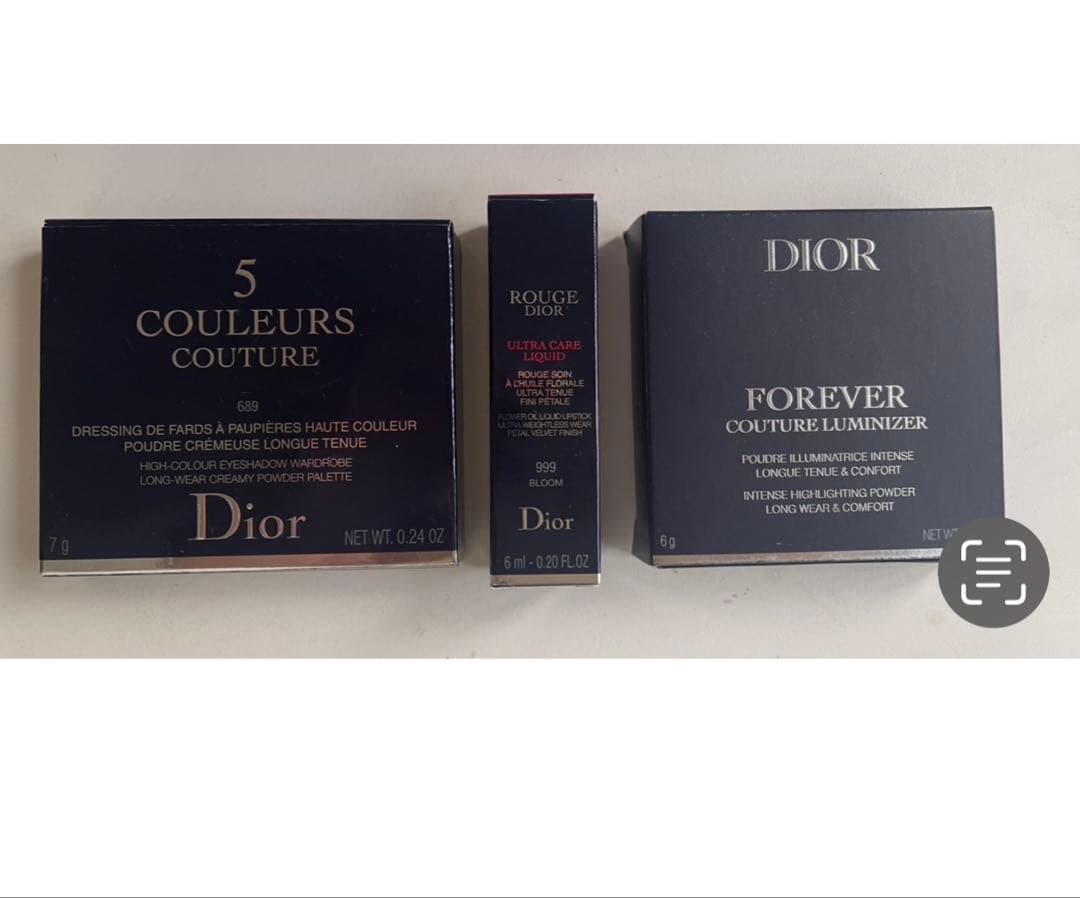 5
COULEURS
COUTURE
689
DRESSING DE FARDS À PAUPIÈRES HAUTE COULEUR
POUDRE CRÉMEUSE LONGUE TENUE
HIGH-COLOUR EYESHADOW WARDROBE
LONG-WEAR CREAMY POWDER PALETTE
Dior
7 g
NET WT. 0.24 OZ
ROUGE
DIOR
ULTRA CARE
LIQUID
ROUGE SOIN
À L'HUILE FLORALE
ULTRA TENUE
FINI PÉTALE
FLOWER OIL LIQUID LIPSTICK
ULTRA WEIGHTLESS WEAR
PETAL VELVET FINISH
999
BLOOM
Dior
6 ml - 0.20 FL.OZ
DIOR
FOREVER
COUTURE LUMINIZER
POUDRE ILLUMINATRICE INTENSE
LONGUE TENUE & CONFORT
INTENSE HIGHLIGHTING POWDER
LONG WEAR & COMFORT
6 g
NET